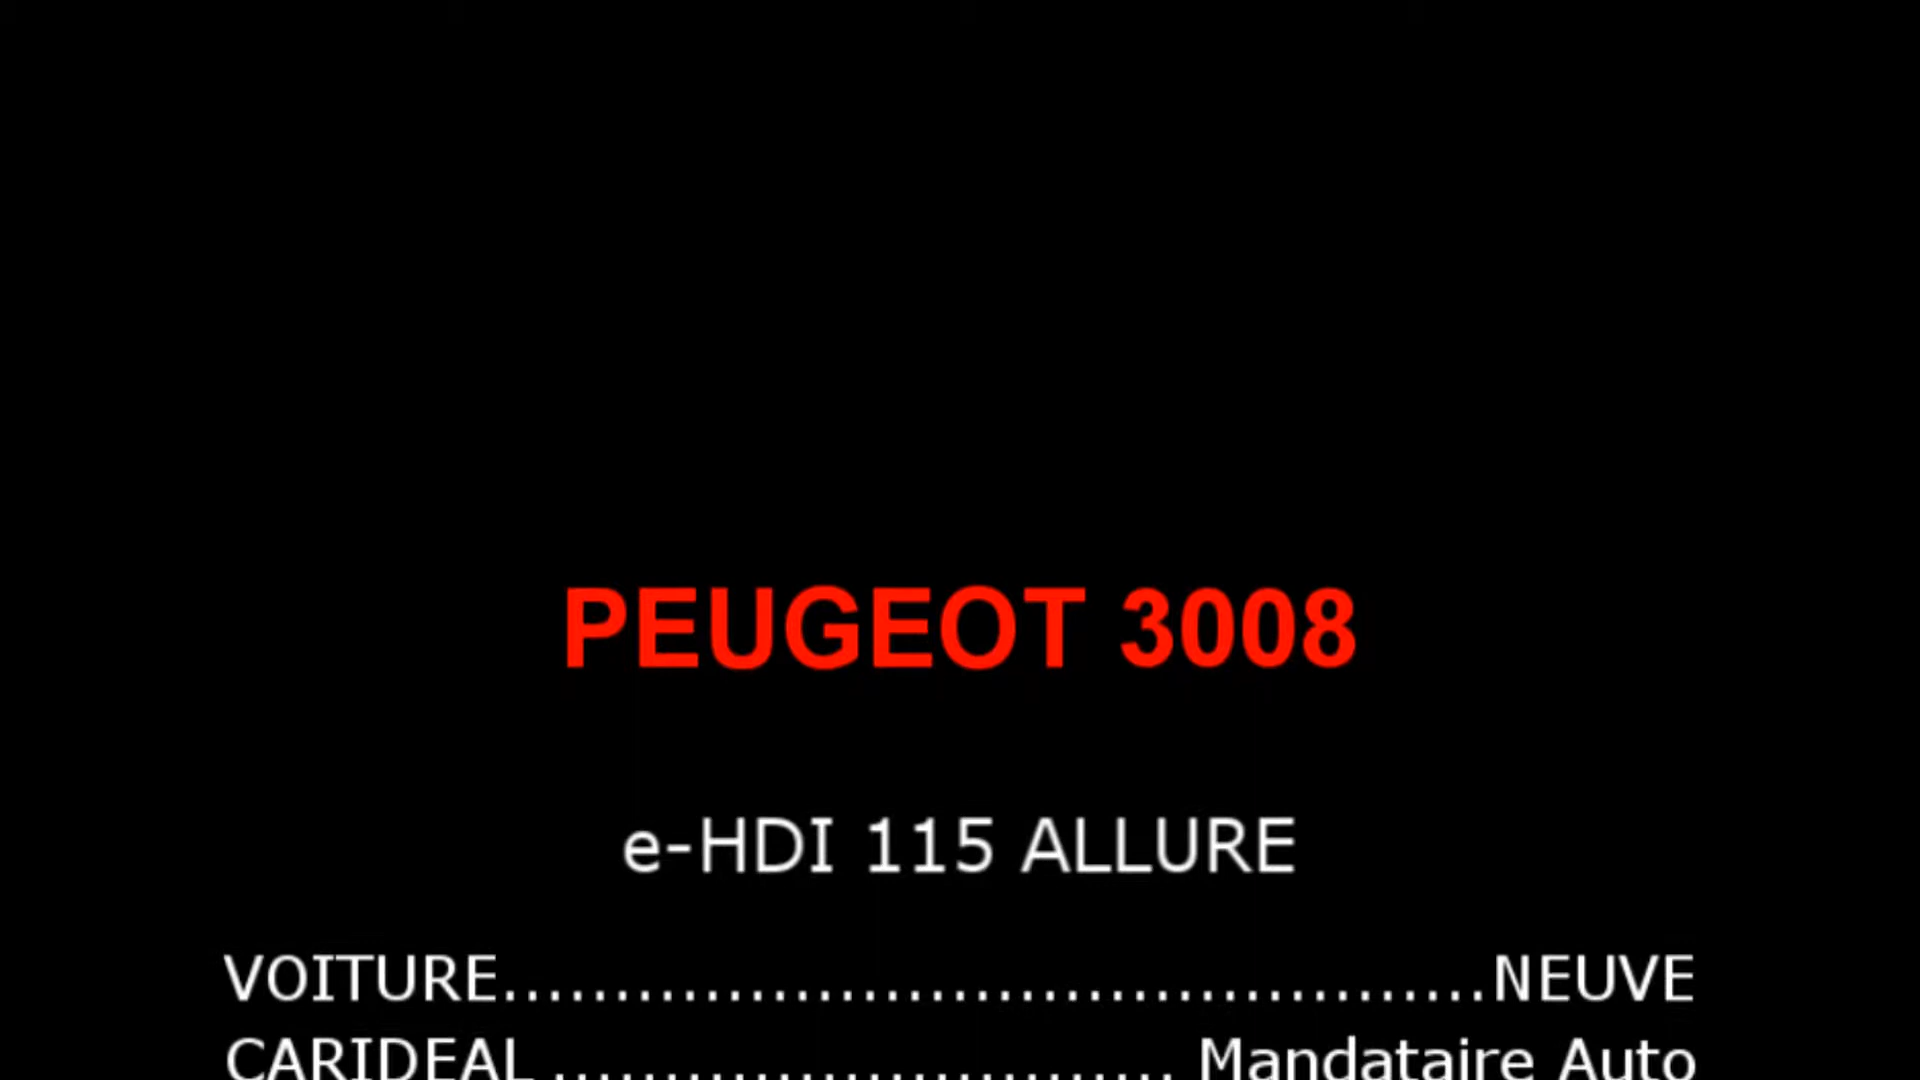 PEUGEOT 3008
e-HDI 115 ALLURE
VOITURE............................................NEUVE
CARIDEAL ............................ Mandataire Auto